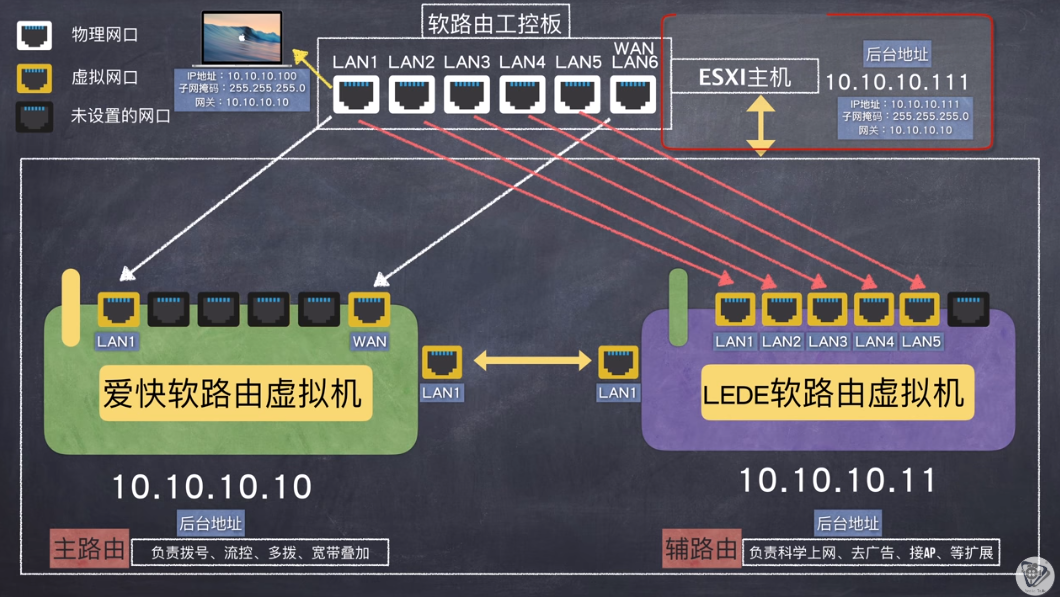 物理网口
虚拟网口
未设置的网口
IP地址：10.10.10.100
子网掩码：255.255.255.0
网关：10.10.10.10
软路由工控板
LAN1 LAN2 LAN3 LAN4 LAN5 WAN LAN6
ESXI主机
后台地址
10.10.10.111
IP地址：10.10.10.111
子网掩码：255.255.255.0
网关：10.10.10.10
LAN1
WAN
LAN1
爱快软路由虚拟机
10.10.10.10
后台地址
主路由
负责拨号、流控、多拨、宽带叠加
LAN1 LAN2 LAN3 LAN4 LAN5
LAN1
LEDE软路由虚拟机
10.10.10.11
后台地址
辅路由
负责科学上网、去广告、接AP、等扩展